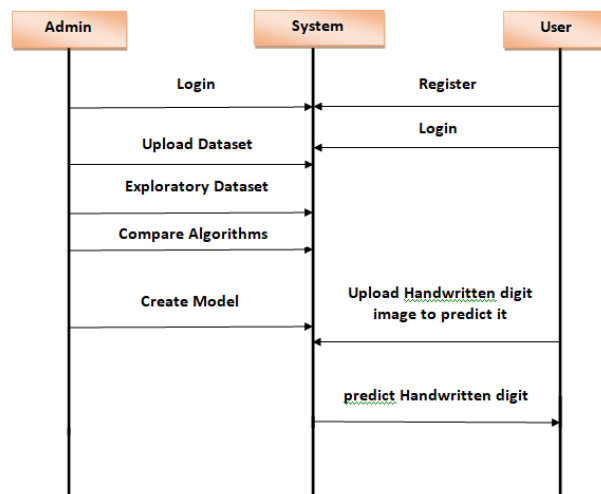 Admin
System
User
Login
Register
Login
Upload Dataset
Exploratory Dataset
Compare Algorithms
Create Model
Upload Handwritten digit
image to predict it
predict Handwritten digit